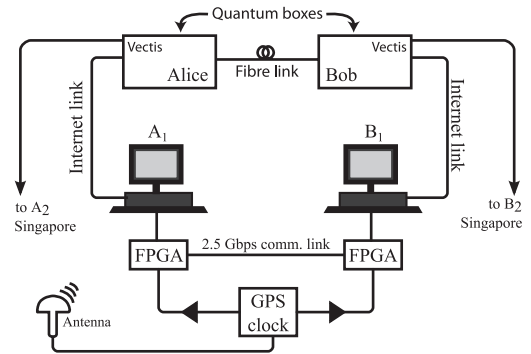 Quantum boxes
Vectis
Alice
Fibre link
Vectis
Bob
Internet link
Internet link
A1
B1
to A2
Singapore
to B2
Singapore
FPGA
2.5 Gbps comm. link
FPGA
GPS
clock
Antenna